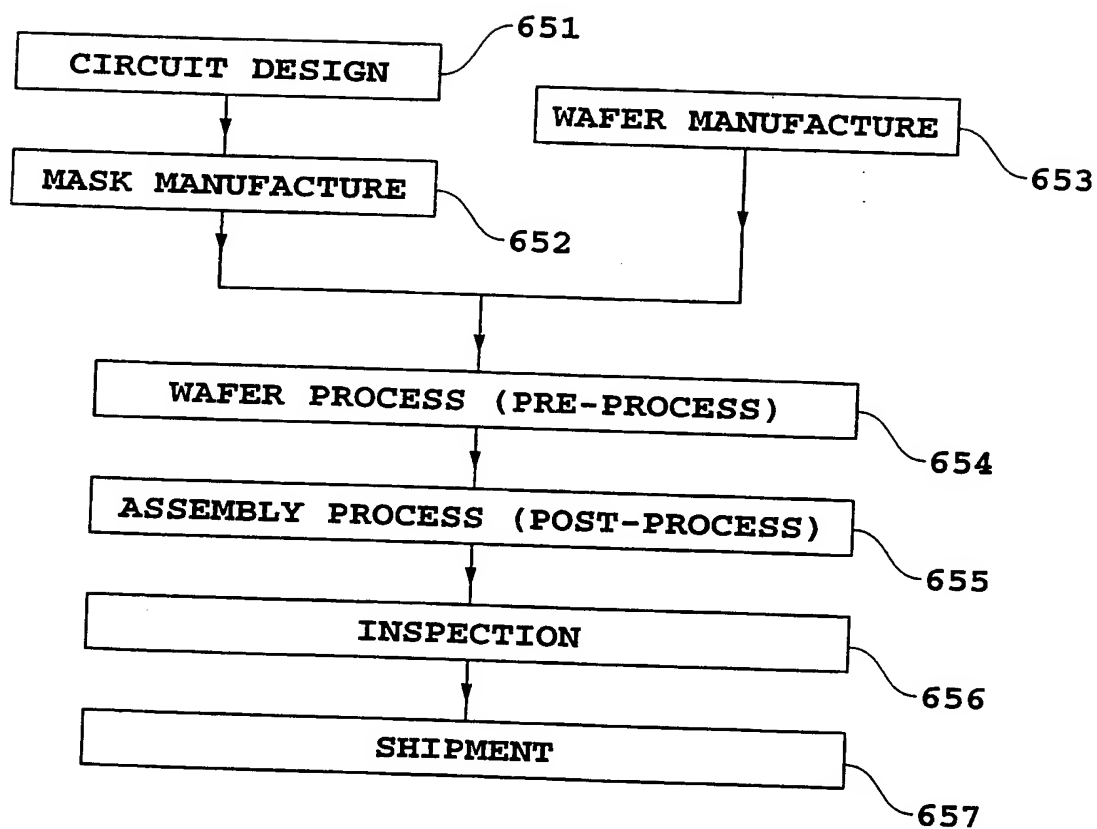 651
CIRCUIT DESIGN
WAFER MANUFACTURE
653
MASK MANUFACTURE
652
WAFER PROCESS (PRE-PROCESS)
654
ASSEMBLY PROCESS (POST-PROCESS)
655
INSPECTION
656
SHIPMENT
657